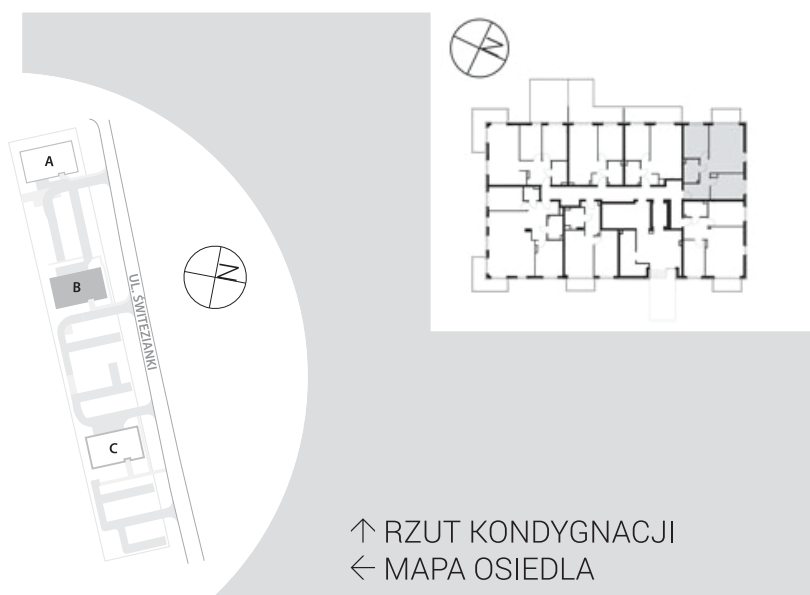 N
A
B
UL. ŚWITEZIANKI
N
C
↑ RZUT KONDYGNACJI
← MAPA OSIEDLA